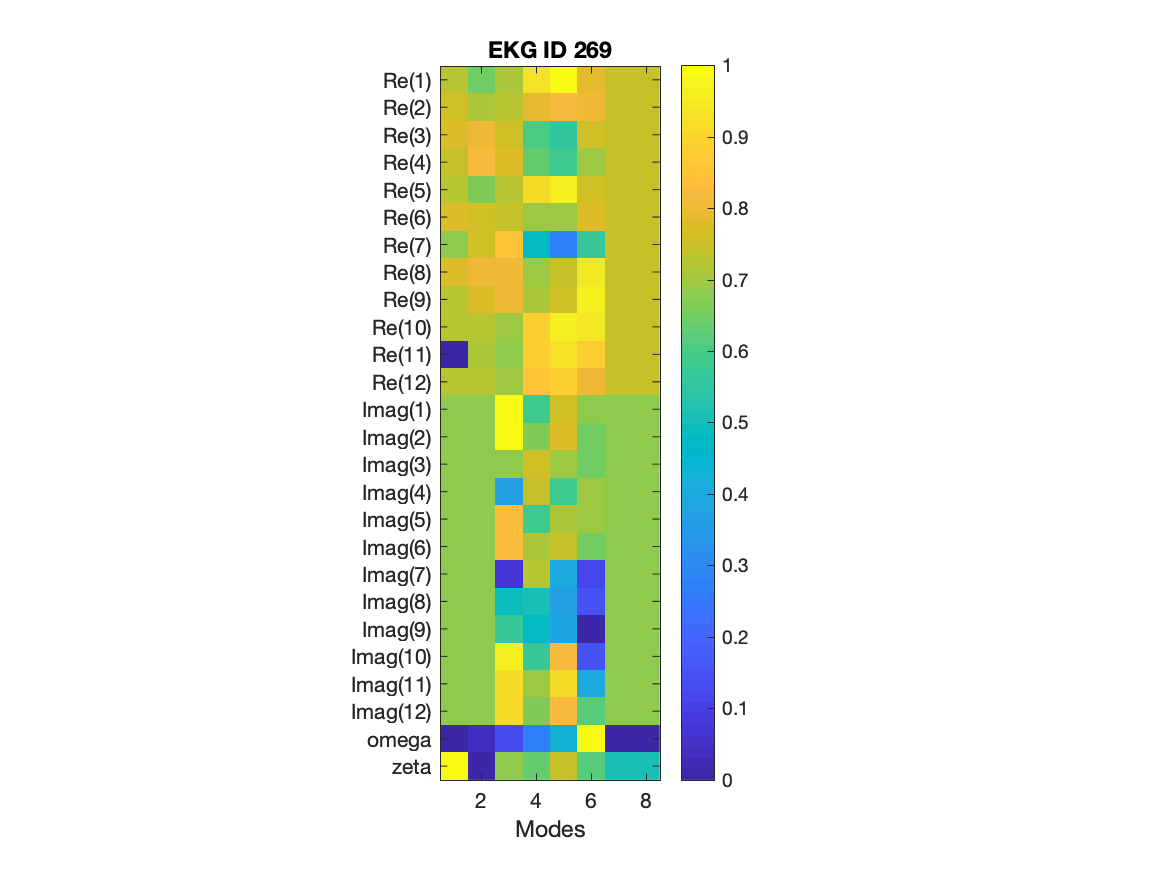 EKG ID 269
Re(1)
Re(2)
Re(3)
Re(4)
Re(5)
Re(6)
Re(7)
Re(8)
Re(9)
Re(10)
Re(11)
Re(12)
Imag(1)
Imag(2)
Imag(3)
Imag(4)
Imag(5)
Imag(6)
Imag(7)
Imag(8)
Imag(9)
Imag(10)
Imag(11)
Imag(12)
omega
zeta
2 4 6 8
Modes
1
0.9
0.8
0.7
0.6
0.5
0.4
0.3
0.2
0.1
0